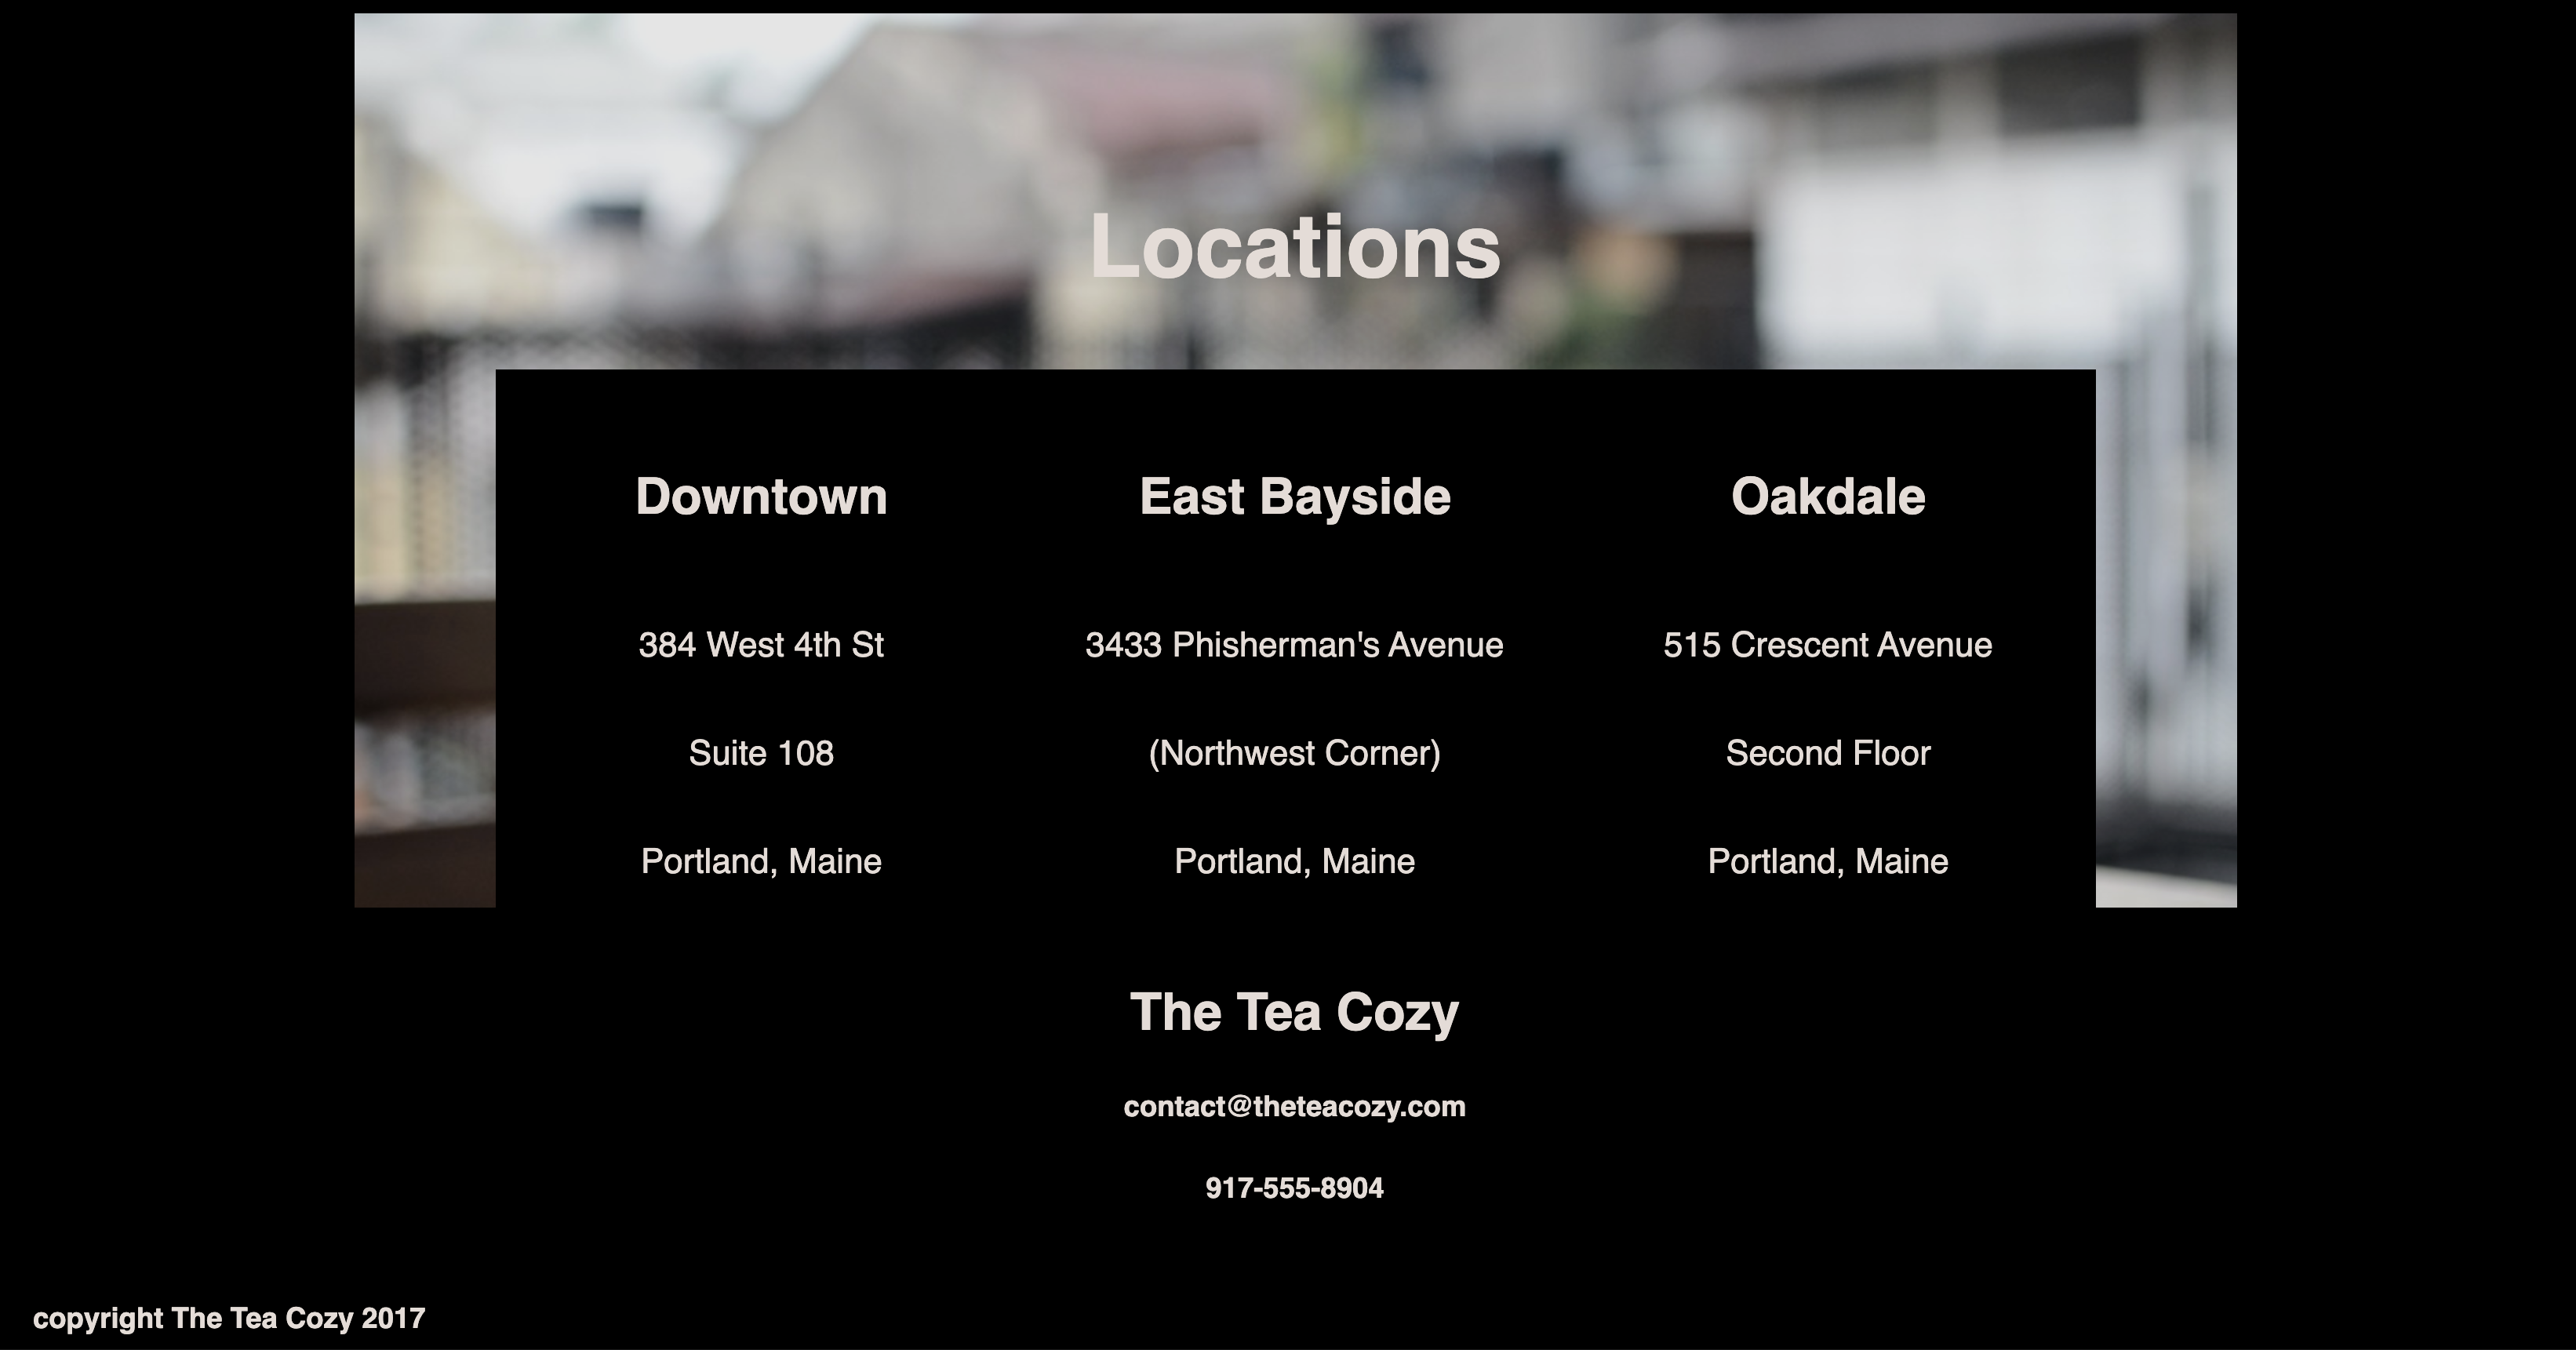 Locations
Downtown
384 West 4th St
Suite 108
Portland, Maine
East Bayside
3433 Phisherman's Avenue
(Northwest Corner)
Portland, Maine
Oakdale
515 Crescent Avenue
Second Floor
Portland, Maine
The Tea Cozy
contact@theteacozy.com
917-555-8904
copyright The Tea Cozy 2017